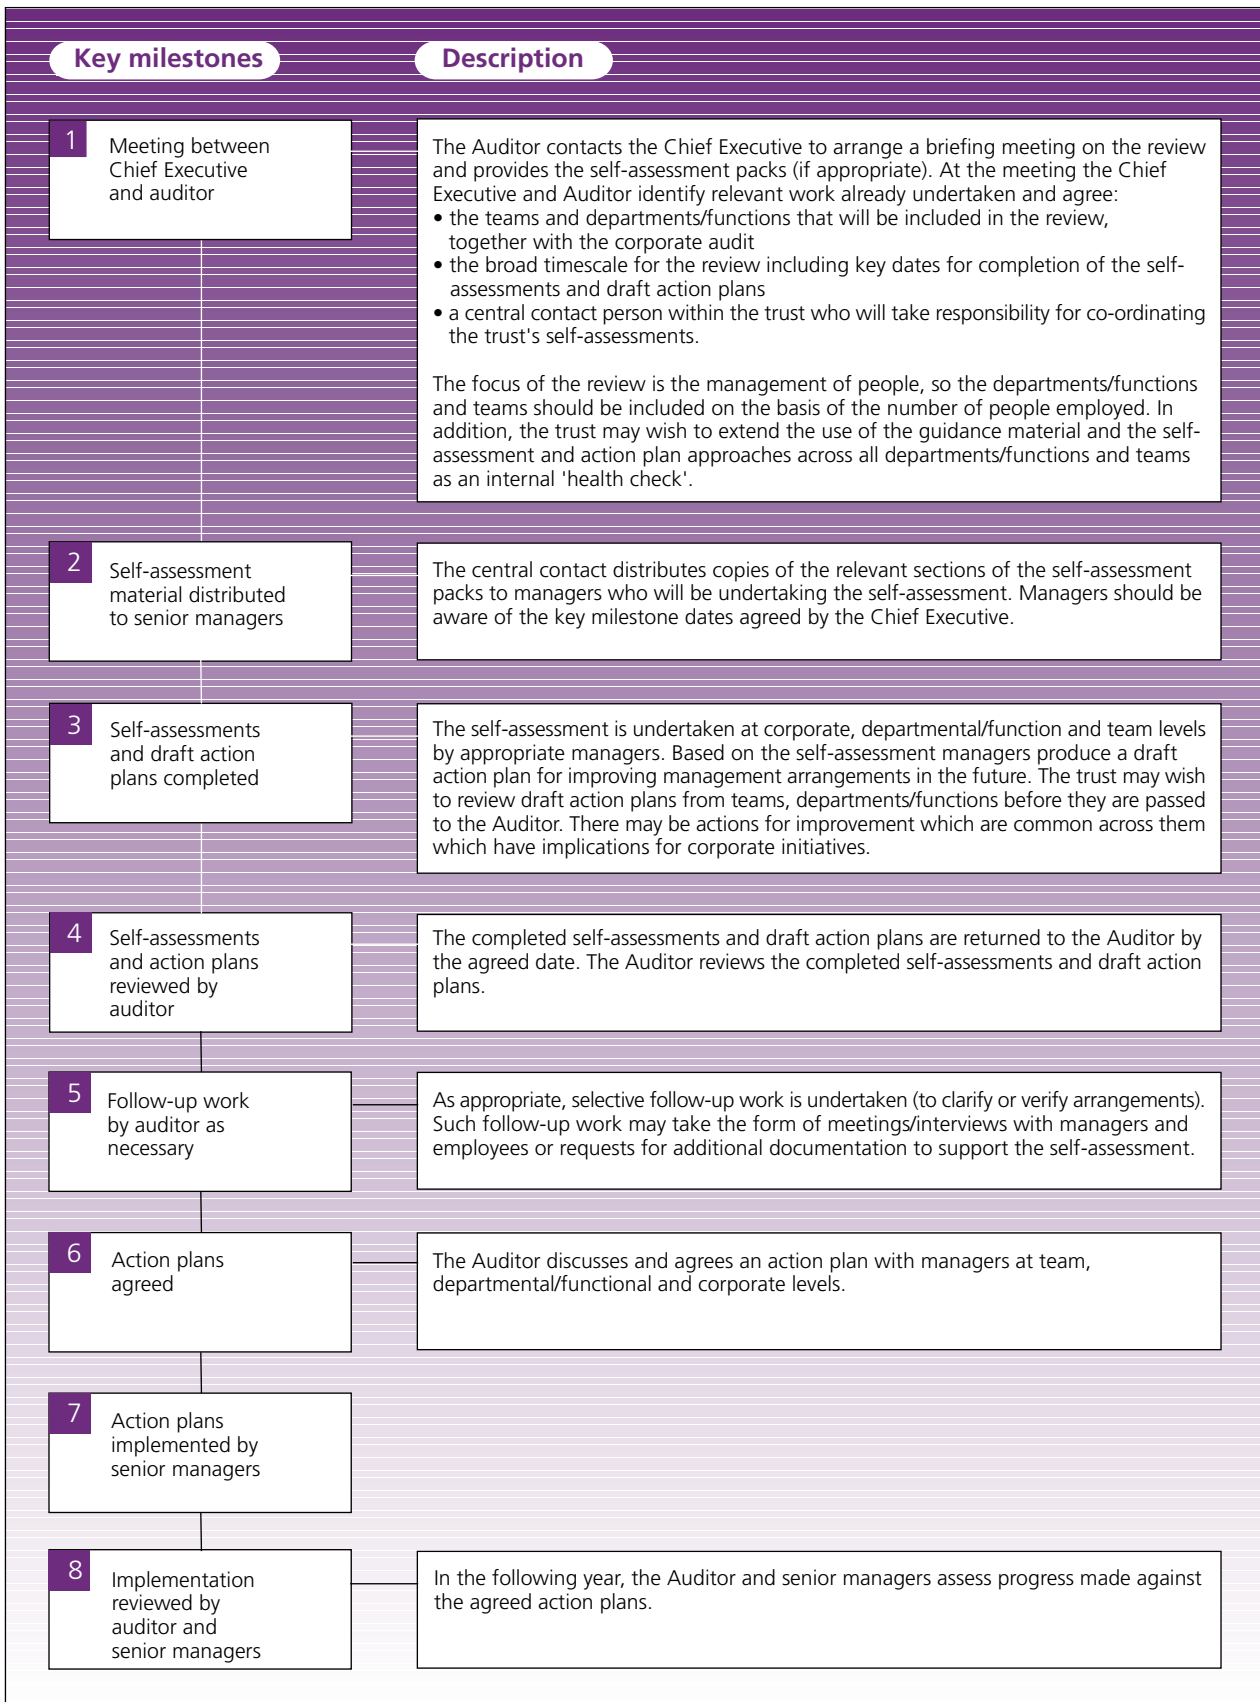 Key milestones
Description
1
Meeting between
Chief Executive
and auditor
The Auditor contacts the Chief Executive to arrange a briefing meeting on the review
and provides the self-assessment packs (if appropriate). At the meeting the Chief
Executive and Auditor identify relevant work already undertaken and agree:
• the teams and departments/functions that will be included in the review,
together with the corporate audit
• the broad timescale for the review including key dates for completion of the self-
assessments and draft action plans
• a central contact person within the trust who will take responsibility for co-ordinating
the trust's self-assessments.
The focus of the review is the management of people, so the departments/functions
and teams should be included on the basis of the number of people employed. In
addition, the trust may wish to extend the use of the guidance material and the self-
assessment and action plan approaches across all departments/functions and teams
as an internal 'health check'.
2
Self-assessment
material distributed
to senior managers
The central contact distributes copies of the relevant sections of the self-assessment
packs to managers who will be undertaking the self-assessment. Managers should be
aware of the key milestone dates agreed by the Chief Executive.
3
Self-assessments
and draft action
plans completed
The self-assessment is undertaken at corporate, departmental/function and team levels
by appropriate managers. Based on the self-assessment managers produce a draft
action plan for improving management arrangements in the future. The trust may wish
to review draft action plans from teams, departments/functions before they are passed
to the Auditor. There may be actions for improvement which are common across them
which have implications for corporate initiatives.
4
Self-assessments
and action plans
reviewed by
auditor
The completed self-assessments and draft action plans are returned to the Auditor by
the agreed date. The Auditor reviews the completed self-assessments and draft action
plans.
5
Follow-up work
by auditor as
necessary
As appropriate, selective follow-up work is undertaken (to clarify or verify arrangements).
Such follow-up work may take the form of meetings/interviews with managers and
employees or requests for additional documentation to support the self-assessment.
6
Action plans
agreed
The Auditor discusses and agrees an action plan with managers at team,
departmental/functional and corporate levels.
7
Action plans
implemented by
senior managers
8
Implementation
reviewed by
auditor and
senior managers
In the following year, the Auditor and senior managers assess progress made against
the agreed action plans.